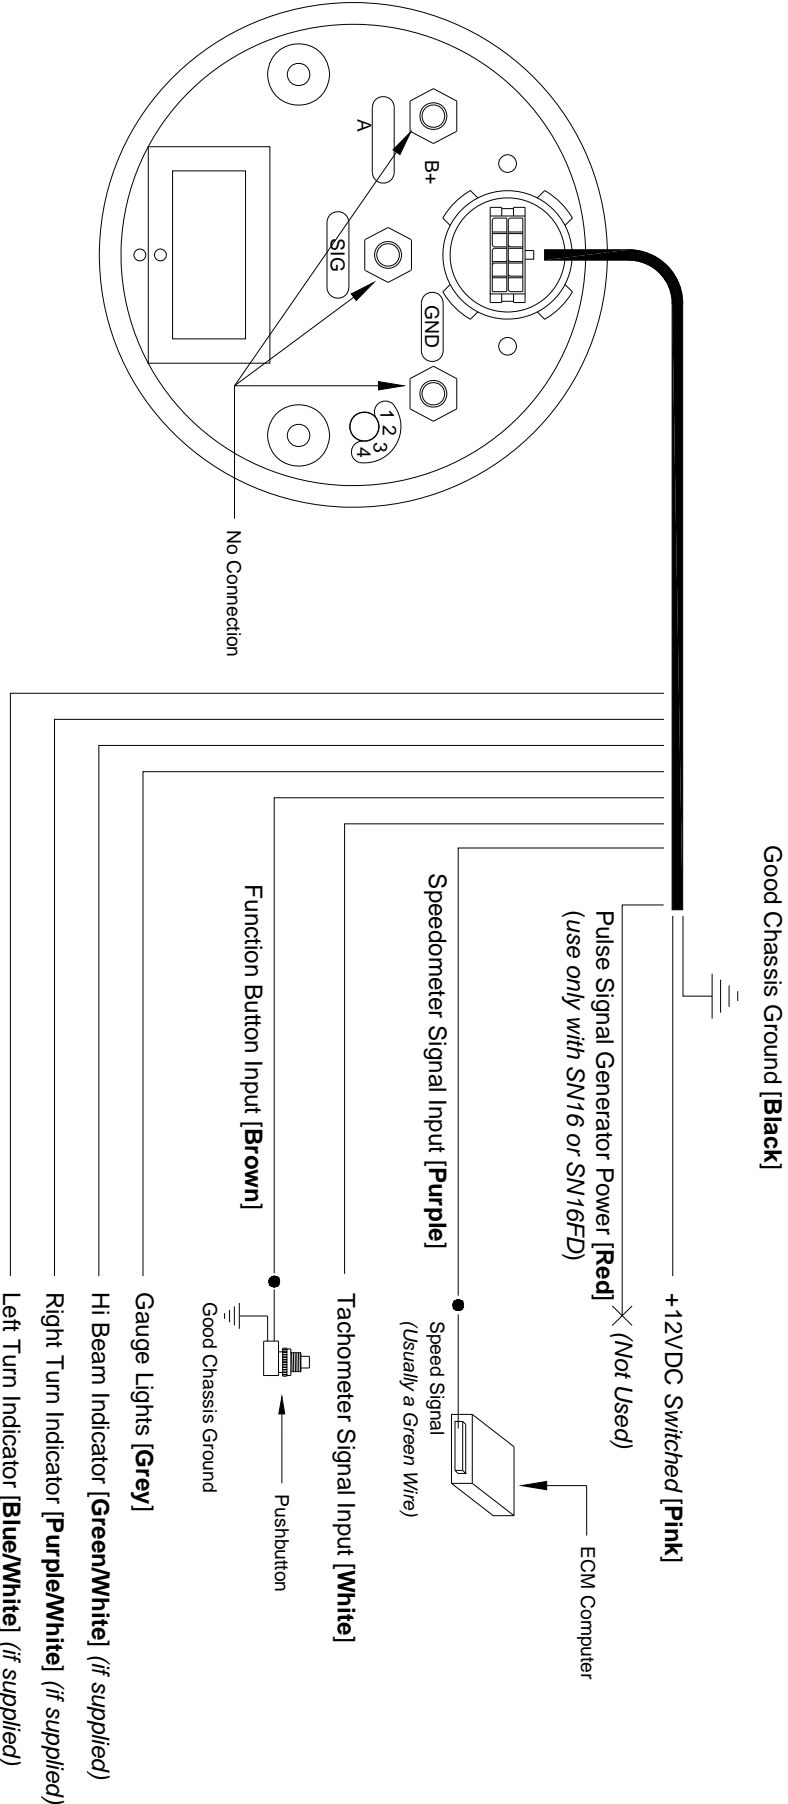 Good Chassis Ground [Black]
+12VDC Switched [Pink]
Pulse Signal Generator Power [Red]
(use only with SN16 or SN16FD)
(Not Used)
ECM Computer
Speedometer Signal Input [Purple]
Speed Signal
(Usually a Green Wire)
Tachometer Signal Input [White]
Pushbutton
Function Button Input [Brown]
Good Chassis Ground
Gauge Lights [Grey]
Hi Beam Indicator [Green/White] (if supplied)
Right Turn Indicator [Purple/White] (if supplied)
Left Turn Indicator [Blue/White] (if supplied)
B+
A
SIG
GND
1 2 3 4
No Connection